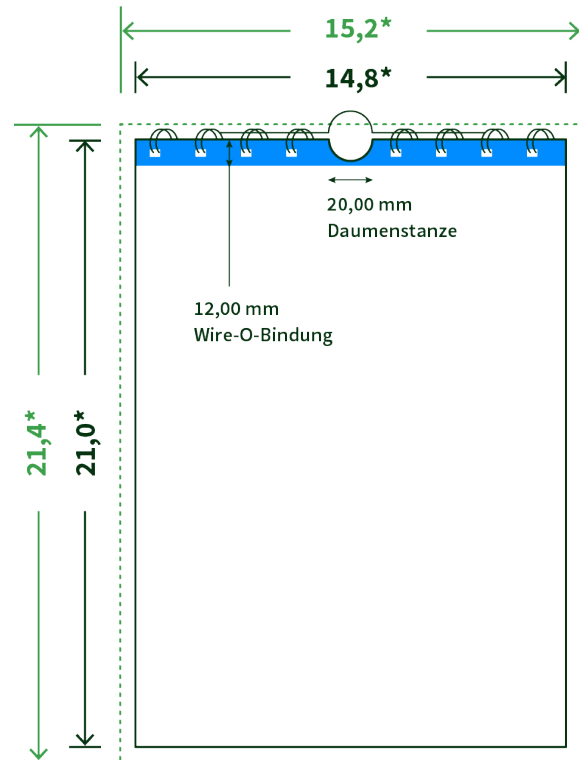 15,2*
14,8*
20,00 mm
Daumenstanze
12,00 mm
Wire-O-Bindung
21,4*
21,0*